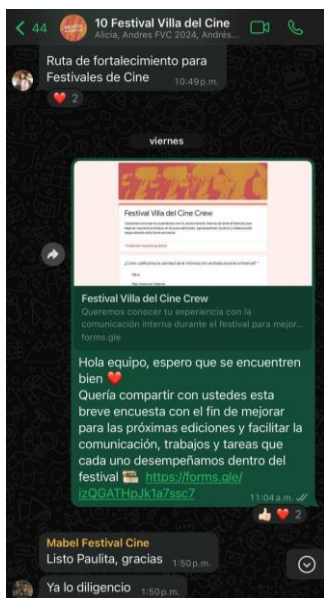 44
10 Festival Villa del Cine
Alicia, Andres FVC 2024, Andrés...
Ruta de fortalecimiento para
Festivales de Cine
10:49 p.m.
2
viernes
Festival Villa del Cine Crew
Festival Villa del Cine Crew
Queremos conocer tu experiencia con la
comunicación interna durante el festival para mejor...
forms.gle
Hola equipo, espero que se encuentren
bien ❤️
Quería compartir con ustedes esta
breve encuesta con el fin de mejorar
para las próximas ediciones y facilitar la
comunicación, trabajos y tareas que
cada uno desempeñamos dentro del
festival https://forms.gle/
izQGATHpJk1a7ssc7
11:04 a.m.
2
Mabel Festival Cine
Listo Paulita, gracias 1:50 p.m.
Ya lo diligencio 1:50 p.m.